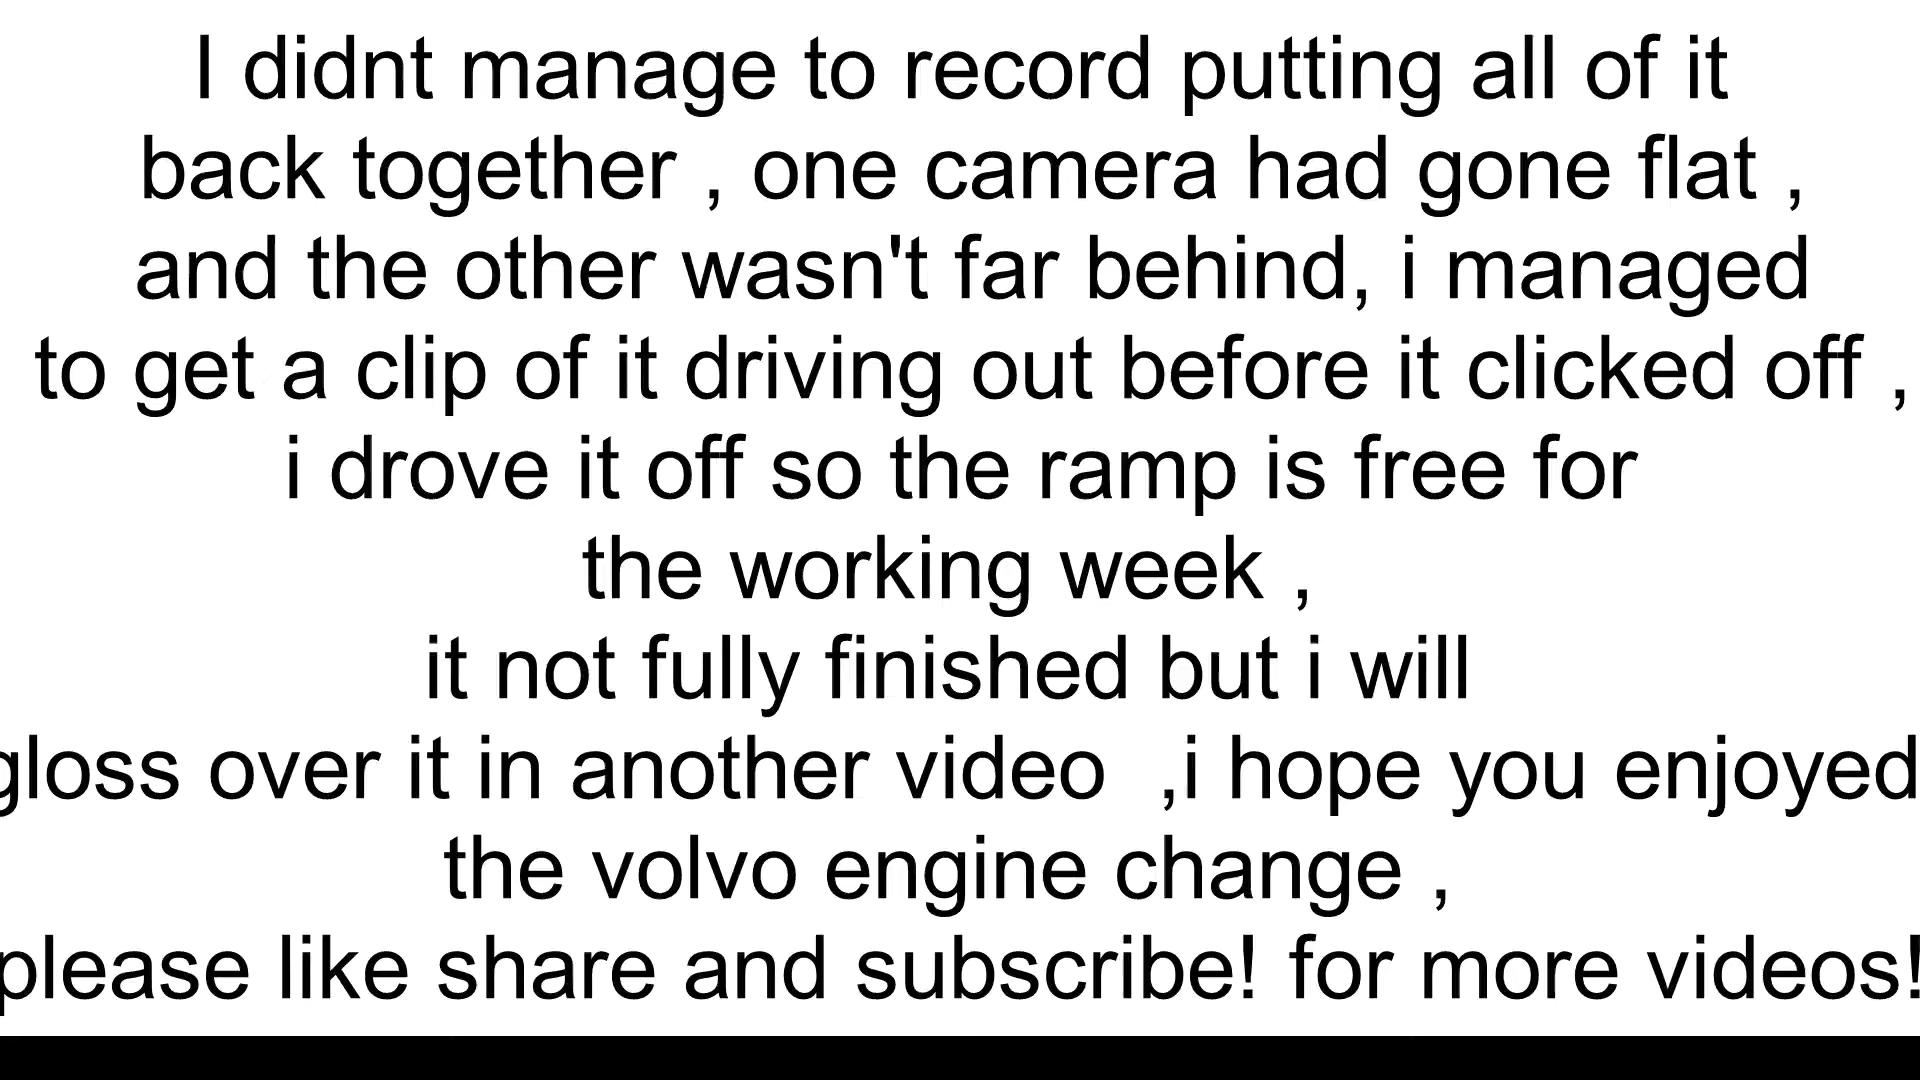 I didnt manage to record putting all of it
back together , one camera had gone flat ,
and the other wasn't far behind, i managed
to get a clip of it driving out before it clicked off ,
i drove it off so the ramp is free for
the working week ,
it not fully finished but i will
gloss over it in another video  ,i hope you enjoyed
the volvo engine change ,
please like share and subscribe! for more videos!